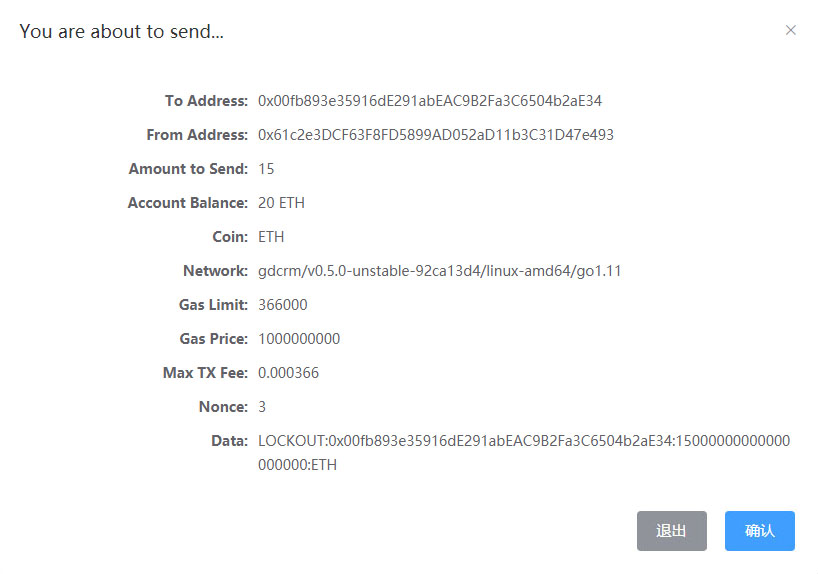 You are about to send...
To Address: 0x00fb893e35916dE291abEAC9B2Fa3C6504b2aE34
From Address: 0x61c2e3DCF63F8FD5899AD052aD11b3C31D47e493
Amount to Send: 15
Account Balance: 20 ETH
Coin: ETH
Network: gdcrm/v0.5.0-unstable-92ca13d4/linux-amd64/go1.11
Gas Limit: 366000
Gas Price: 1000000000
Max TX Fee: 0.000366
Nonce: 3
Data: LOCKOUT:0x00fb893e35916dE291abEAC9B2Fa3C6504b2aE34:15000000000000
000000:ETH
退出 确认